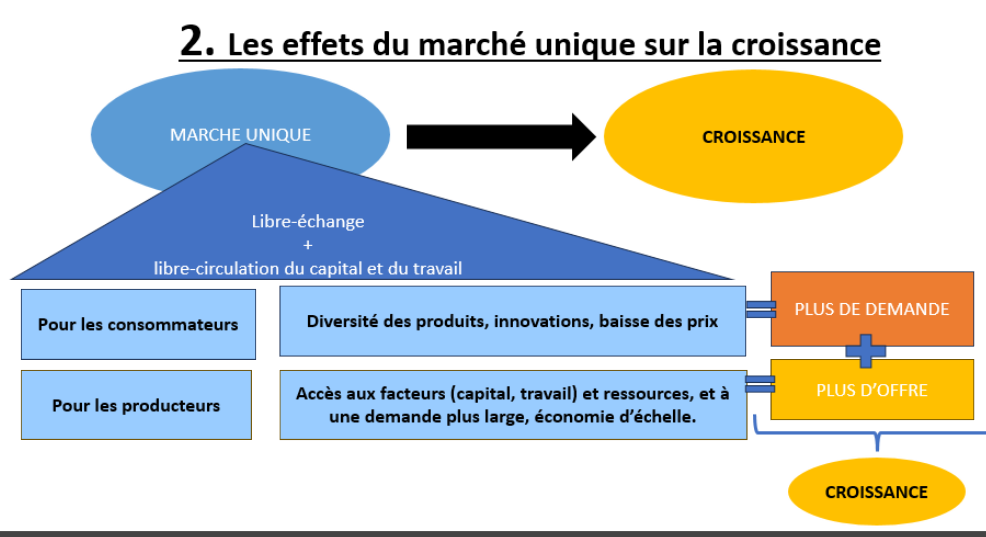 2. Les effets du marché unique sur la croissance
MARCHE UNIQUE
CROISSANCE
Libre-échange
+
libre-circulation du capital et du travail
Pour les consommateurs
Diversité des produits, innovations, baisse des prix
PLUS DE DEMANDE
Pour les producteurs
Accès aux facteurs (capital, travail) et ressources, et à
une demande plus large, économie d'échelle.
PLUS D'OFFRE
CROISSANCE